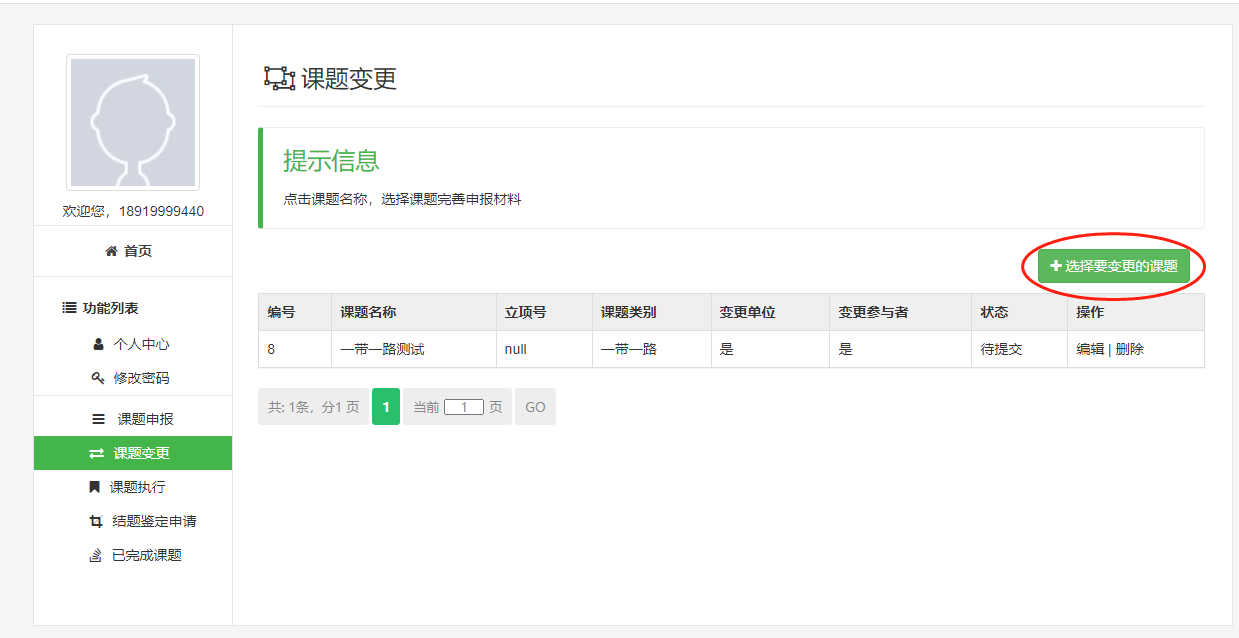 欢迎您，18919999440
首页
功能列表
个人中心
修改密码
课题申报
课题变更
课题执行
结题鉴定申请
已完成课题
课题变更
提示信息
点击课题名称，选择课题完善申报材料
选择要变更的课题
编号 课题名称 立项号 课题类别 变更单位 变更参与者 状态 操作
8 一带一路测试 null 一带一路 是 是 待提交 编辑 | 删除
共: 1条，分1 页 1 当前 1 页 GO